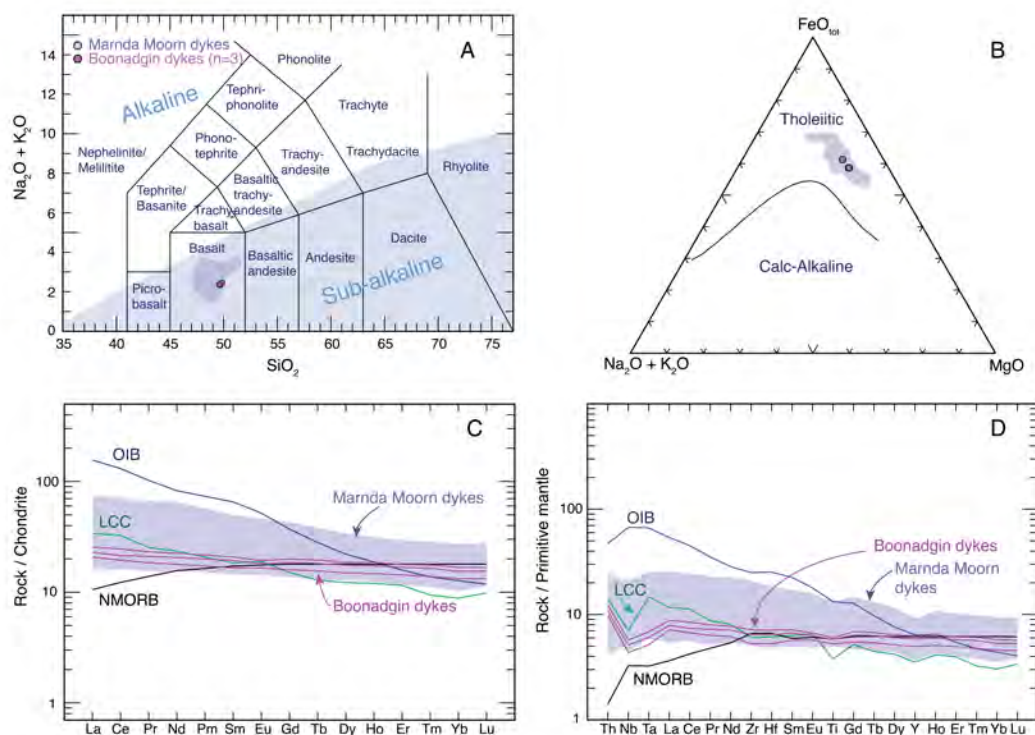 A
Marnda Moorn dykes
Boonadgin dykes (n=3)
Alkaline
Sub-alkaline
Phonolite
Tephri-
phonolite
Trachyte
Phono-
tephrite
Nephelinite/
Melilitite
Trachy-
andesite
Trachydacite
Rhyolite
Tephrite/
Basanite
Basaltic
trachy-
andesite
Trachy-
basalt
Basalt
Basaltic
andesite
Andesite
Dacite
Picro-
basalt
Na2O + K2O
14
12
10
8
6
4
2
0
35 40 45 50 55 60 65 70 75
SiO2
B
FeOtot
Tholeiitic
Calc-Alkaline
Na2O + K2O
MgO
C
OIB
Marnda Moorn dykes
LCC
Boonadgin dykes
NMORB
Rock / Chondrite
100
10
1
La Ce Pr Nd Pm Sm Eu Gd Tb Dy Ho Er Tm Yb Lu
D
OIB
Boonadgin dykes
Marnda Moorn
dykes
LCC
NMORB
Rock / Primitive mantle
100
10
1
Th Nb Ta La Ce Pr Nd Zr Hf Sm Eu Ti Gd Tb Dy Y Ho Er Tm Yb Lu